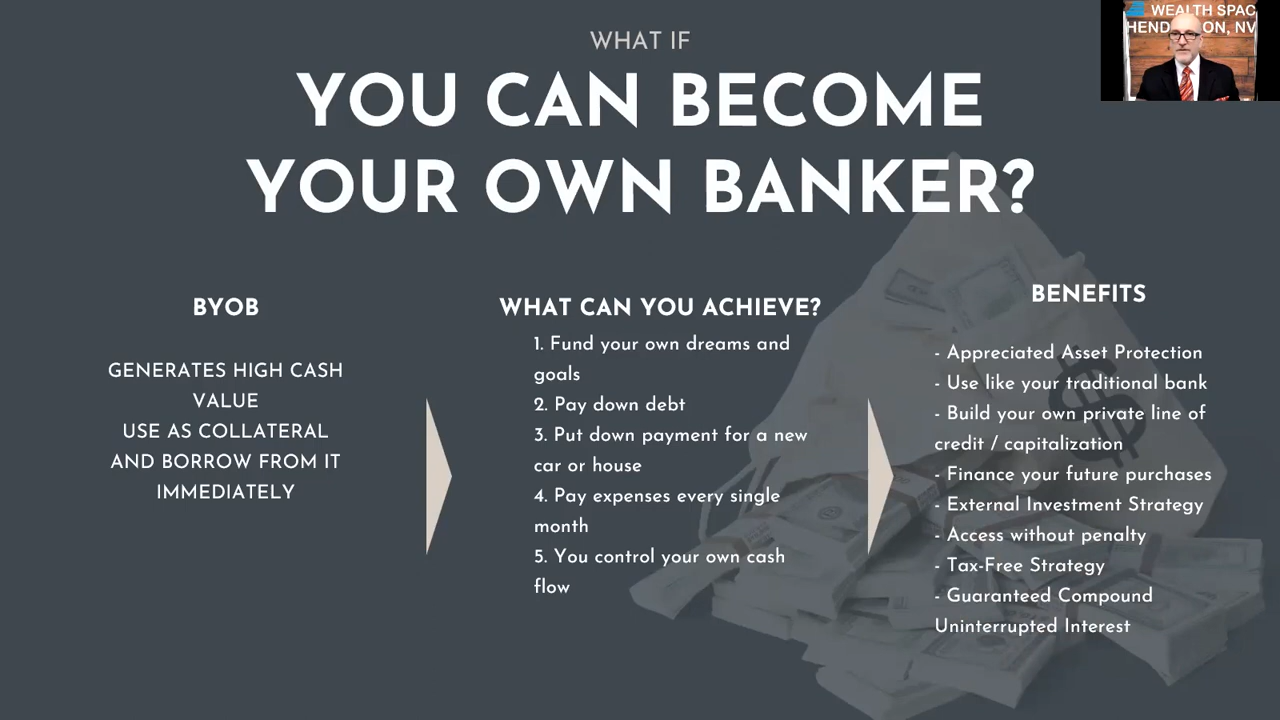 WHAT IF
YOU CAN BECOME
YOUR OWN BANKER?
WEALTH SPAC
HEND ON, NV
BYOB
GENERATES HIGH CASH
VALUE
USE AS COLLATERAL
AND BORROW FROM IT
IMMEDIATELY
WHAT CAN YOU ACHIEVE?
1. Fund your own dreams and
goals
2. Pay down debt
3. Put down payment for a new
car or house
4. Pay expenses every single
month
5. You control your own cash
flow
BENEFITS
- Appreciated Asset Protection
- Use like your traditional bank
- Build your own private line of
credit / capitalization
- Finance your future purchases
- External Investment Strategy
- Access without penalty
- Tax-Free Strategy
- Guaranteed Compound
Uninterrupted Interest